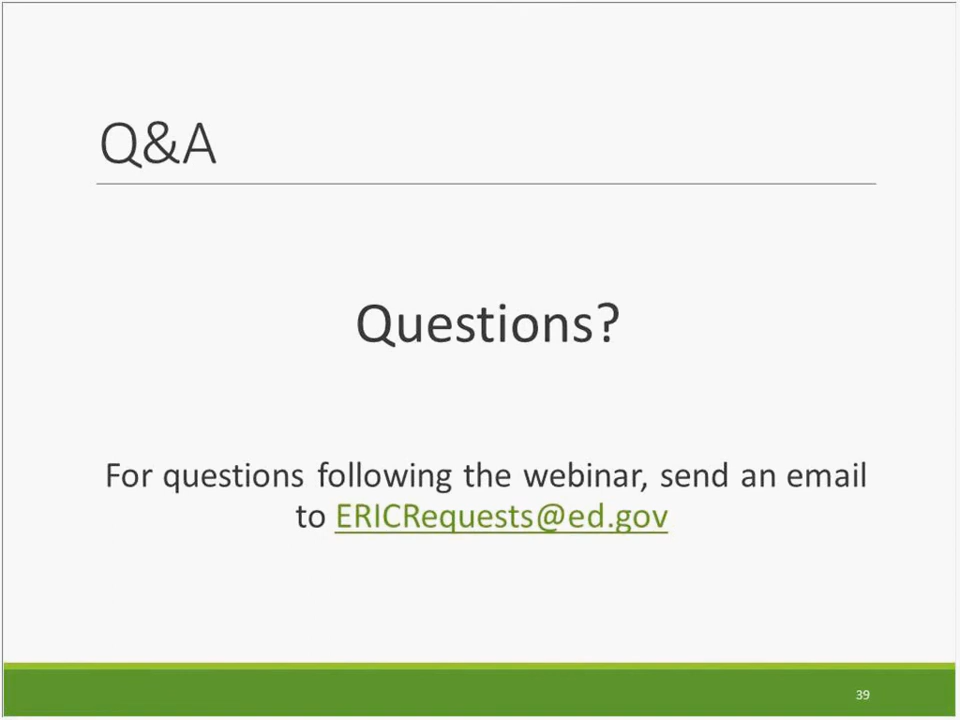 Q&A
Questions?
For questions following the webinar, send an email
to ERICRequests@ed.gov
39